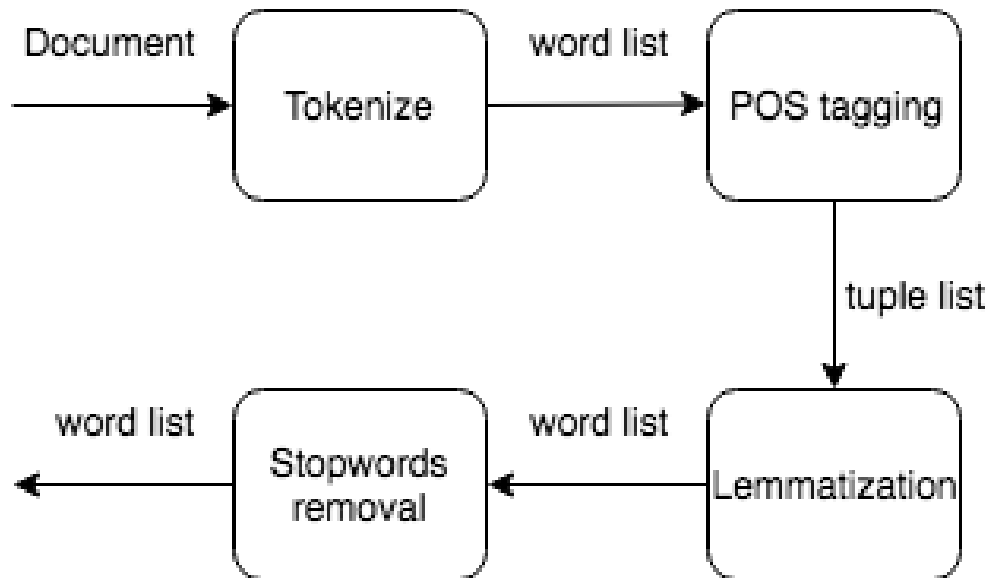 Document
Tokenize
word list
POS tagging
tuple list
Lemmatization
word list
Stopwords
removal
word list